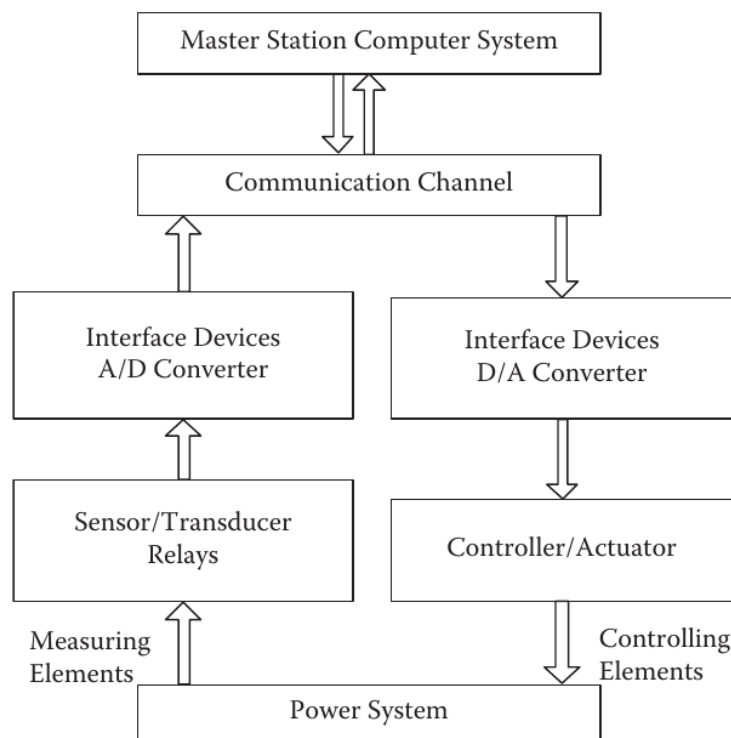 Master Station Computer System
Communication Channel
Interface Devices
A/D Converter
Interface Devices
D/A Converter
Sensor/Transducer
Relays
Controller/Actuator
Measuring
Elements
Controlling
Elements
Power System